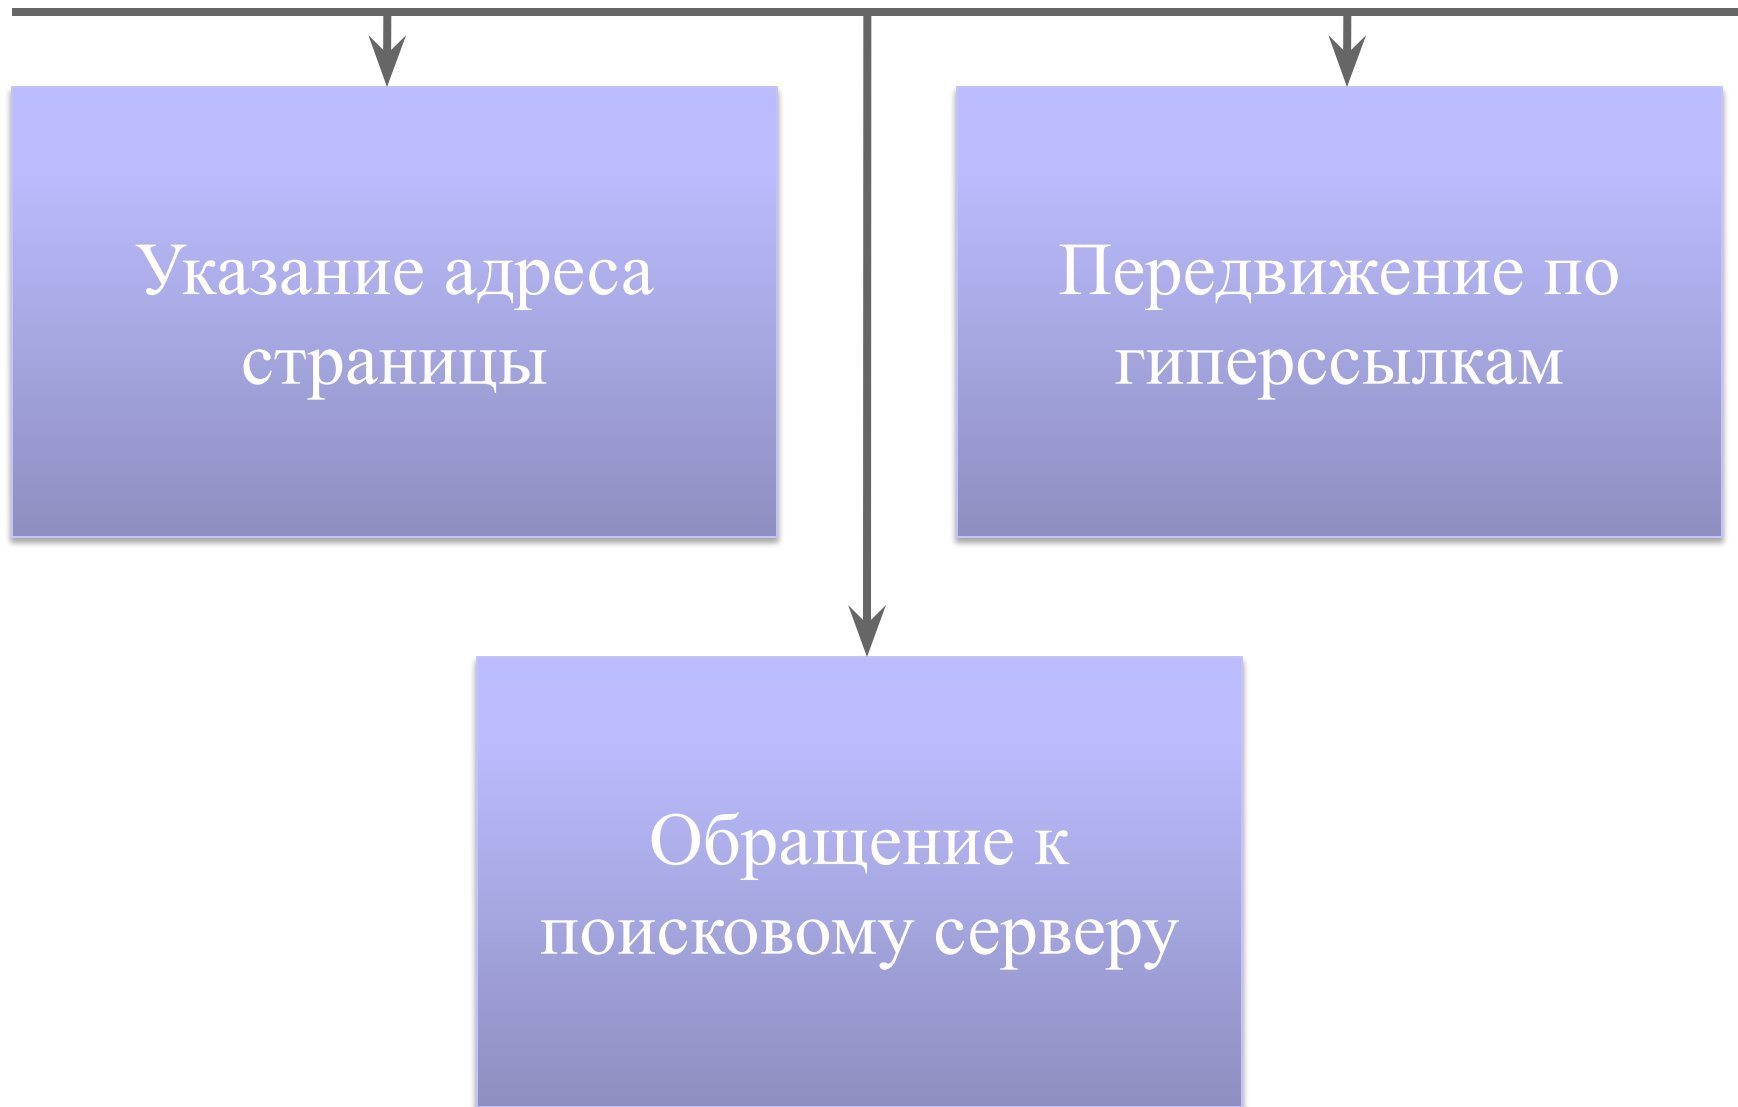 Указание адреса
страницы
Передвижение по
гиперссылкам
Обращение к
поисковому серверу